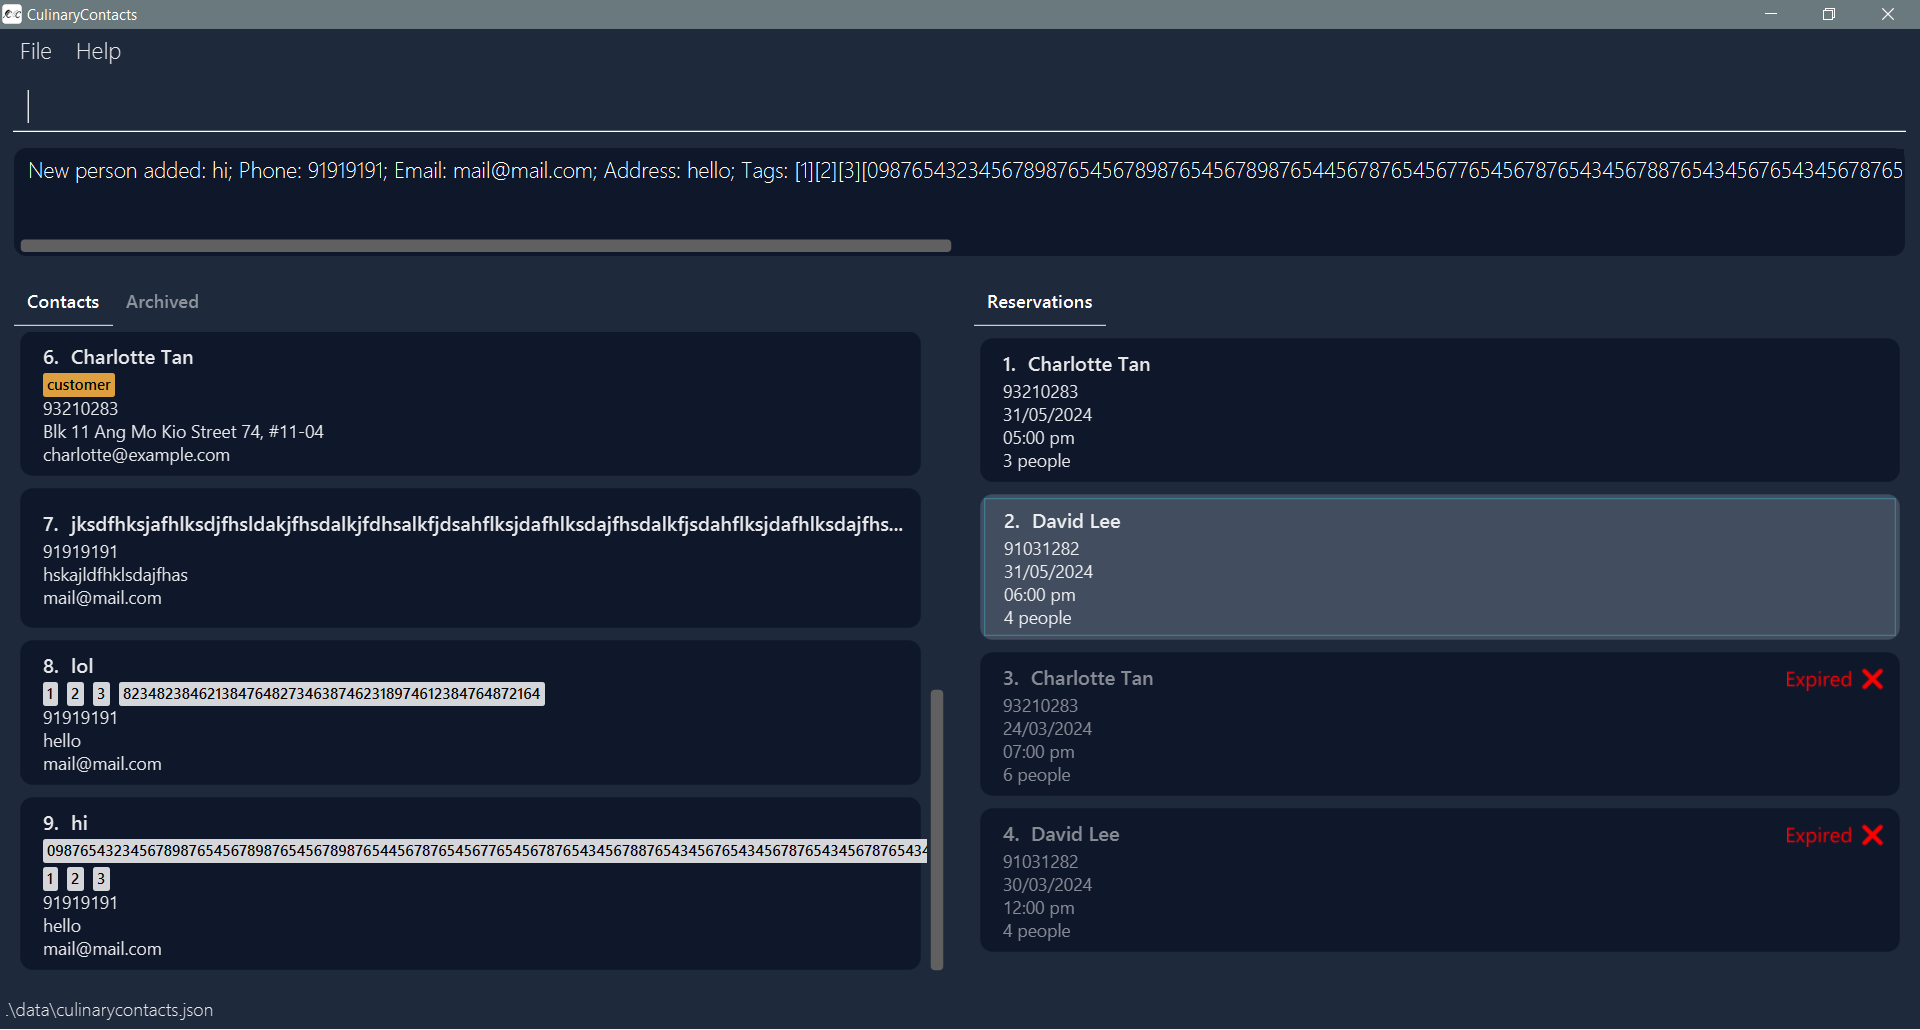 CulinaryContacts
File Help
New person added: hi; Phone: 91919191; Email: mail@mail.com; Address: hello; Tags: [1][2][3][0987654323456789876545678987654567898765445678765456776545678765434567887654345676543456787​65
Contacts Archived
6. Charlotte Tan
customer
93210283
Blk 11 Ang Mo Kio Street 74, #11-04
charlotte@example.com
7. jksdfhksjafhlksdjfhsldakjfhsdalkjfdhsalkfjdsahflksjdafhlksdajfhsdalkfjsdahflksjdafhlksdajfhs...
91919191
hskajldfhklsdajfhas
mail@mail.com
8. lol
1 2 3 82348238462138476482734638746231897461238476487​2164
91919191
hello
mail@mail.com
9. hi
09876543234567898765456789876545678987654456787654567765456787654345678876543456765434567876543456787​65434
1 2 3
91919191
hello
mail@mail.com
Reservations
1. Charlotte Tan
93210283
31/05/2024
05:00 pm
3 people
2. David Lee
91031282
31/05/2024
06:00 pm
4 people
3. Charlotte Tan
Expired
93210283
24/03/2024
07:00 pm
6 people
4. David Lee
Expired
91031282
30/03/2024
12:00 pm
4 people
.\data\culinarycontacts.json